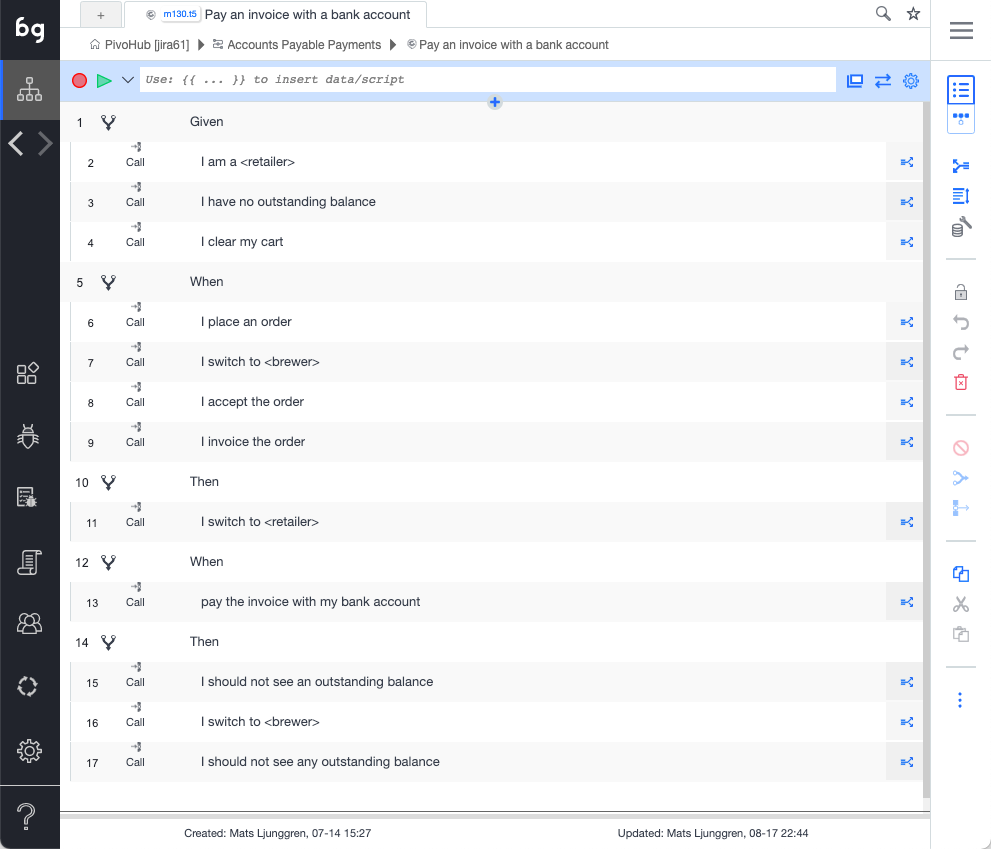 bg
+
m130.t5 Pay an invoice with a bank account
PivoHub [jira61] Accounts Payable Payments Pay an invoice with a bank account
Use: {{ ... }} to insert data/script
+
1 Given
2 Call I am a <retailer>
3 Call I have no outstanding balance
4 Call I clear my cart
5 When
6 Call I place an order
7 Call I switch to <brewer>
8 Call I accept the order
9 Call I invoice the order
10 Then
11 Call I switch to <retailer>
12 When
13 Call pay the invoice with my bank account
14 Then
15 Call I should not see an outstanding balance
16 Call I switch to <brewer>
17 Call I should not see any outstanding balance
Created: Mats Ljunggren, 07-14 15:27 Updated: Mats Ljunggren, 08-17 22:44